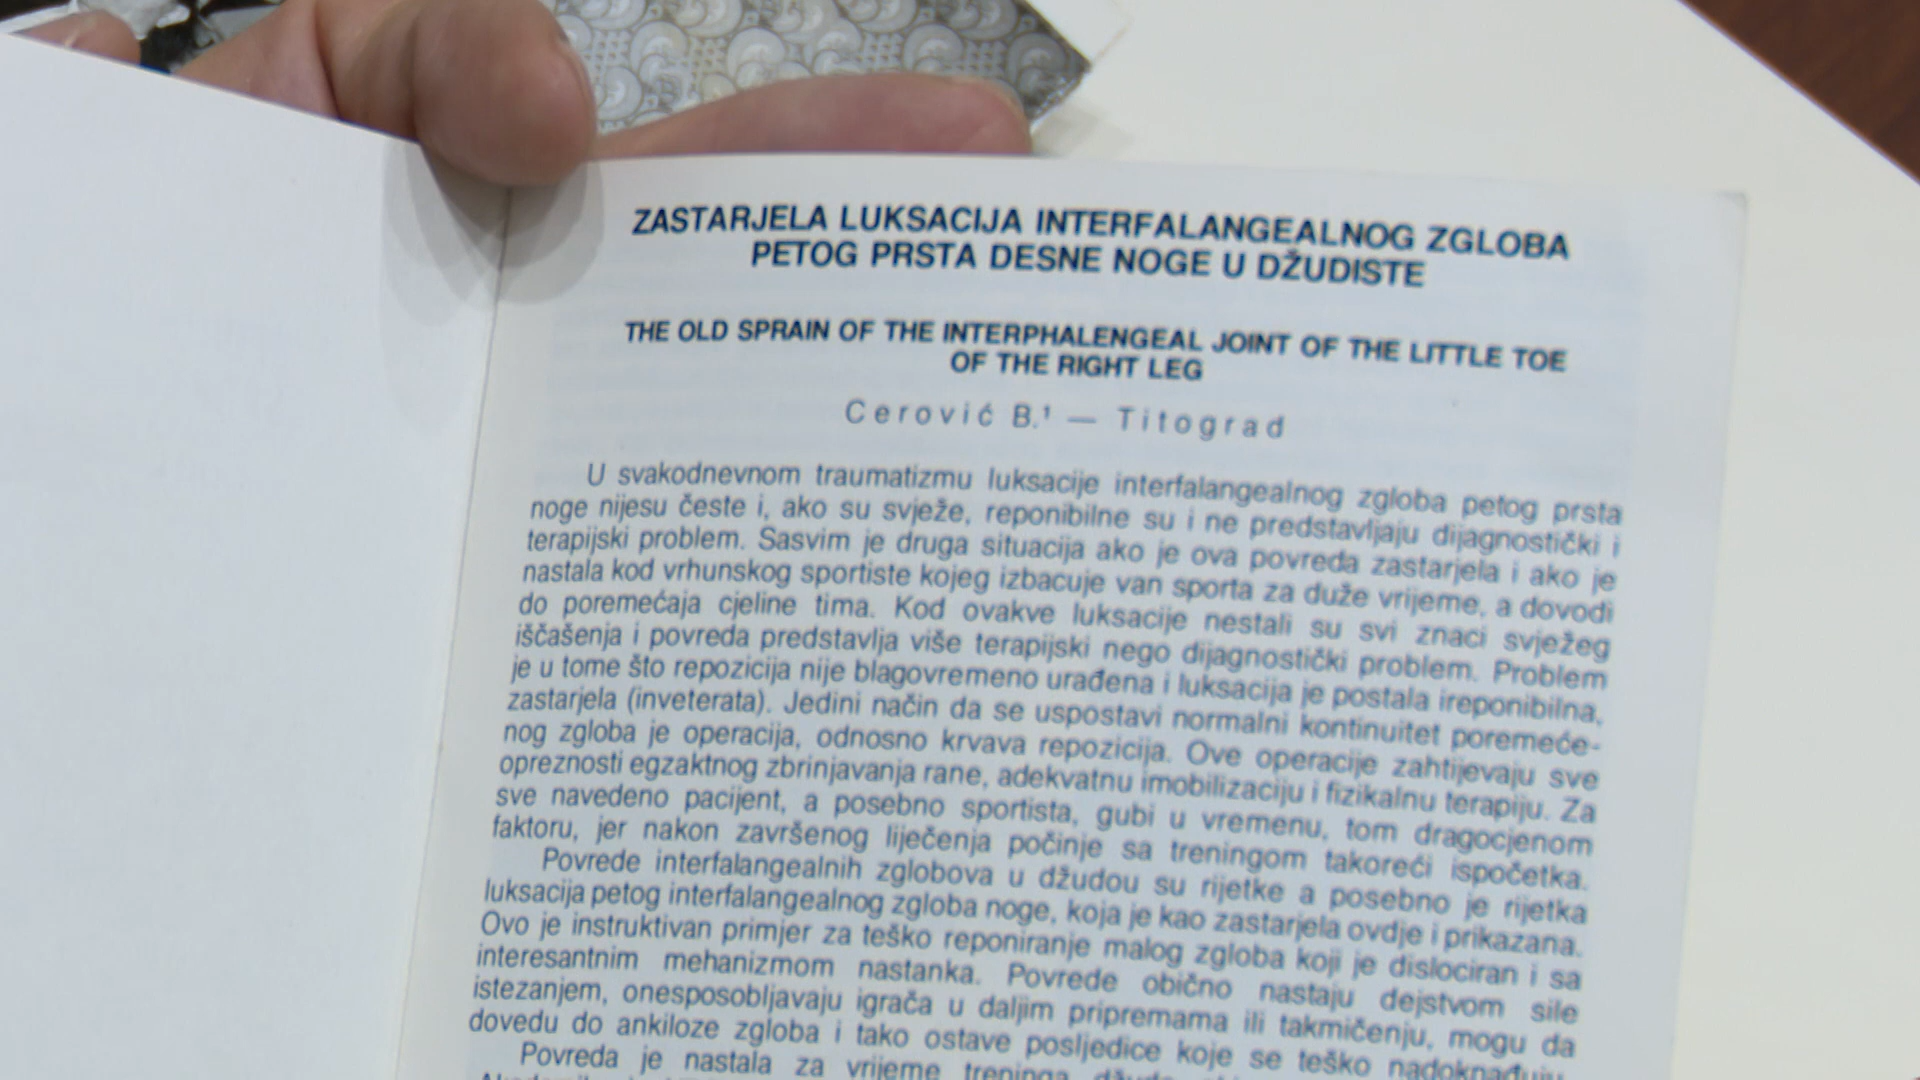 ZASTARJELA LUKSACIJA INTERFALANGEALNOG ZGLOBA
PETOG PRSTA DESNE NOGE U DŽUDISTE
THE OLD SPRAIN OF THE INTERPHALENGEAL JOINT OF THE LITTLE TOE
OF THE RIGHT LEG
Cerović B.¹ — Titograd
U svakodnevnom traumatizmu luksacije interfalangealnog zgloba petog prsta
noge nijesu česte i, ako su svježe, reponibilne su i ne predstavljaju dijagnostički i
terapijski problem. Sasvim je druga situacija ako je ova povreda zastarjela i ako je
nastala kod vrhunskog sportiste kojeg izbacuje van sporta za duže vrijeme, a dovodi
do poremećaja cjeline tima. Kod ovakve luksacije nestali su svi znaci svježeg
iščašenja i povreda predstavlja više terapijski nego dijagnostički problem. Problem
je u tome što repozicija nije blagovremeno urađena i luksacija je postala ireponibilna,
zastarjela (inveterata). Jedini način da se uspostavi normalni kontinuitet poremeće-
nog zgloba je operacija, odnosno krvava repozicija. Ove operacije zahtijevaju sve
opreznosti egzaktnog zbrinjavanja rane, adekvatnu imobilizaciju i fizikalnu terapiju. Za
sve navedeno pacijent, a posebno sportista, gubi u vremenu, tom dragocjenom
faktoru, jer nakon završenog liječenja počinje sa treningom takoreći ispočetka.
Povrede interfalangealnih zglobova u džudou su rijetke a posebno je rijetka
luksacija petog interfalangealnog zgloba noge, koja je kao zastarjela ovdje i prikazana.
Ovo je instruktivan primjer za teško reponiranje malog zgloba koji je dislociran i sa
interesantnim mehanizmom nastanka. Povrede obično nastaju dejstvom sile
istezanjem, onesposobljavaju igrača u daljim pripremama ili takmičenju, mogu da
dovedu do ankiloze zgloba i tako ostave posljedice koje se teško nadoknađuju.
Povreda je nastala za vrijeme treninga